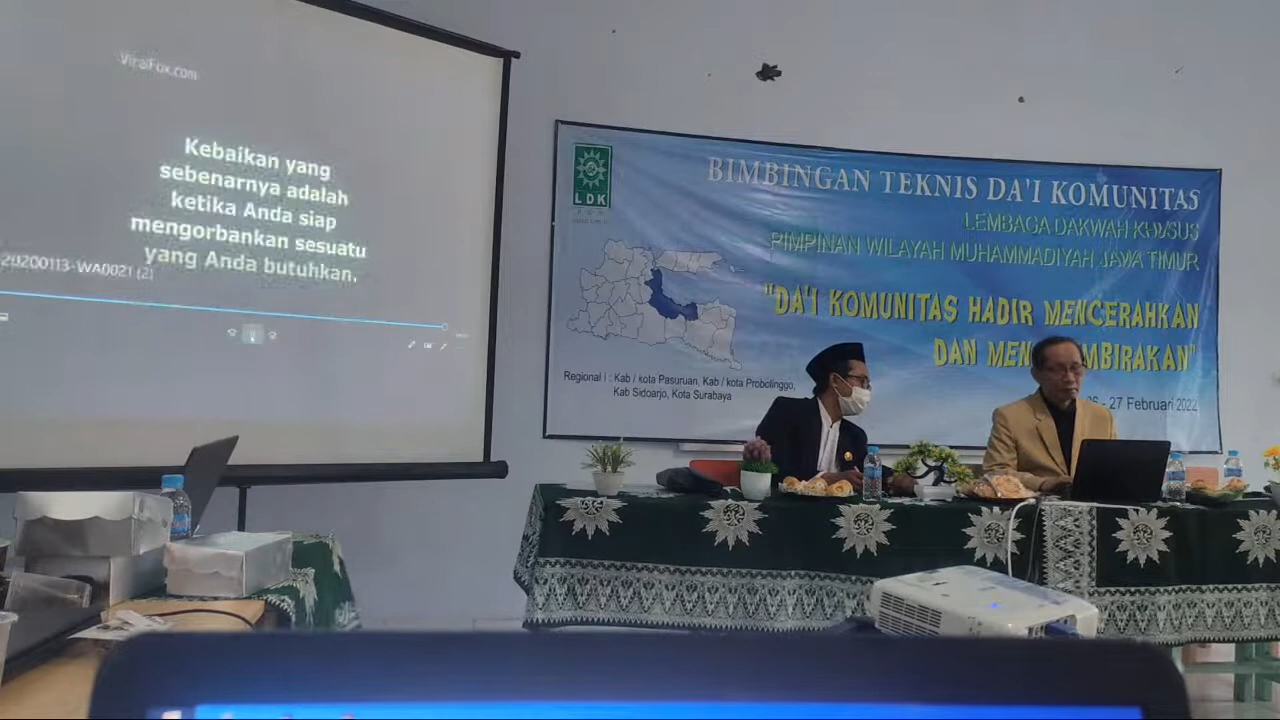 ViralFox.com
Kebaikan yang
sebenarnya adalah
ketika Anda siap
mengorbankan sesuatu
yang Anda butuhkan.
20200113-WA0021 (2)
LDK
BIMBINGAN TEKNIS DA'I KOMUNITAS
LEMBAGA DAKWAH KHUSUS
PIMPINAN WILAYAH MUHAMMADIYAH JAWA TIMUR
"DA'I KOMUNITAS HADIR MENCERAHKAN
DAN MEN MBIRAKAN"
Regional I : Kab / kota Pasuruan, Kab / kota Probolinggo,
Kab Sidoarjo, Kota Surabaya
26 - 27 Februari 2022